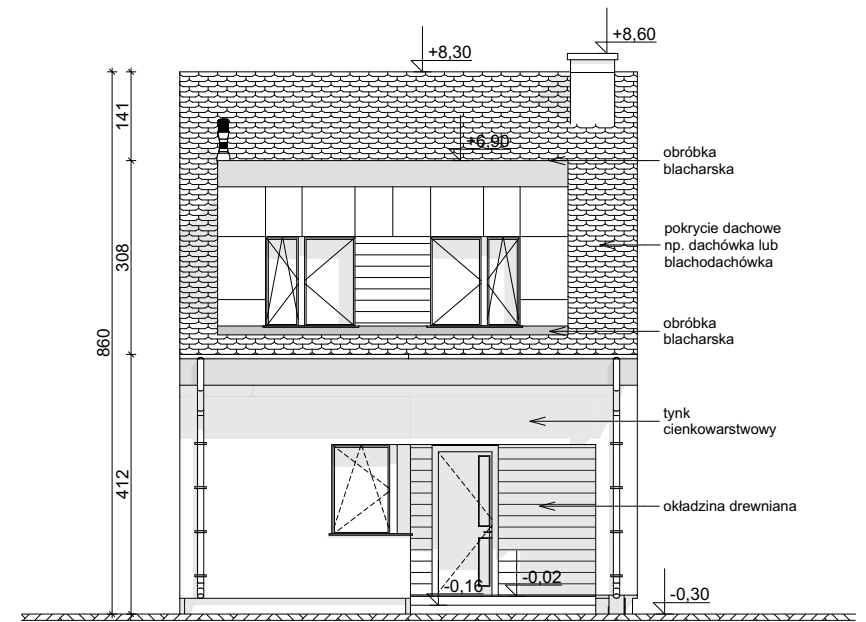 +8,60
+8,30
141
+6,90
obróbka
blacharska
pokrycie dachowe
np. dachówka lub
blachodachówka
308
obróbka
blacharska
860
tynk
cienkowarstwowy
412
okładzina drewniana
-0,16
-0,02
-0,30